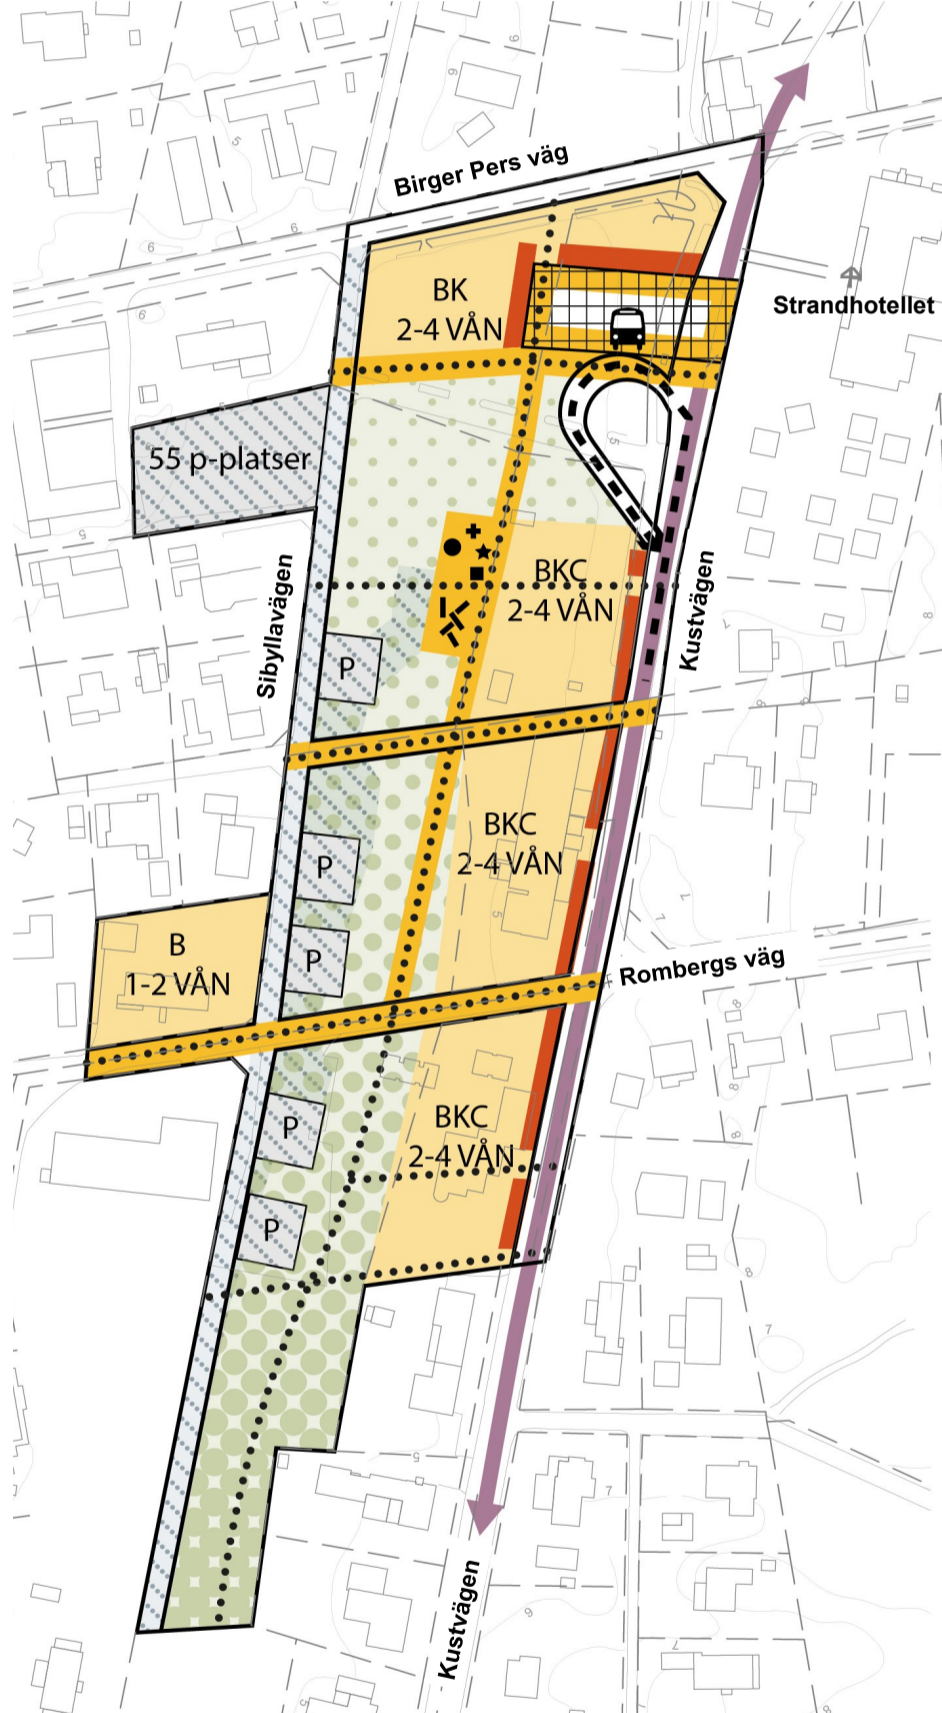 Birger Pers väg
BK
2-4 VÅN
Strandhotellet
55 p-platser
Sibyllavägen
BKC
2-4 VÅN
Kustvägen
P
BKC
2-4 VÅN
P
P
B
1-2 VÅN
Rombergs väg
BKC
2-4 VÅN
P
P
Kustvägen